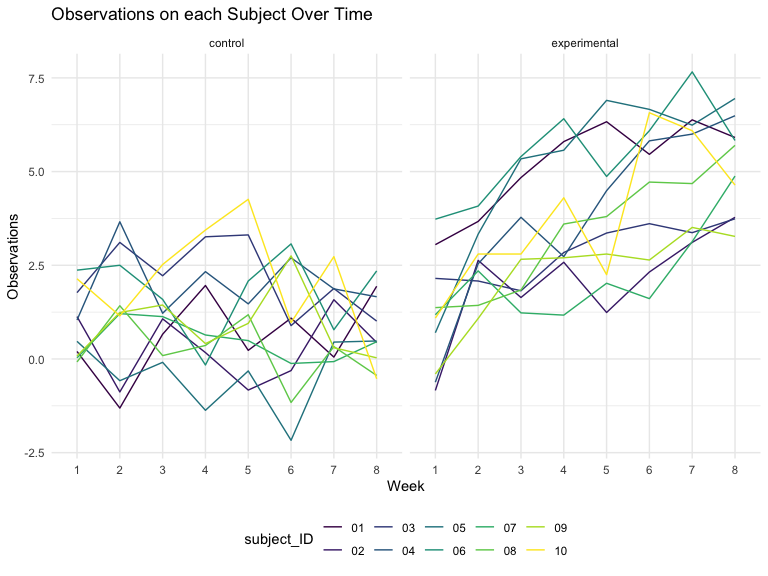 Observations on each Subject Over Time
control experimental
7.5
5.0
2.5
0.0
-2.5
Observations
1 2 3 4 5 6 7 8 1 2 3 4 5 6 7 8
Week
subject_ID
01 03 05 07 09
02 04 06 08 10